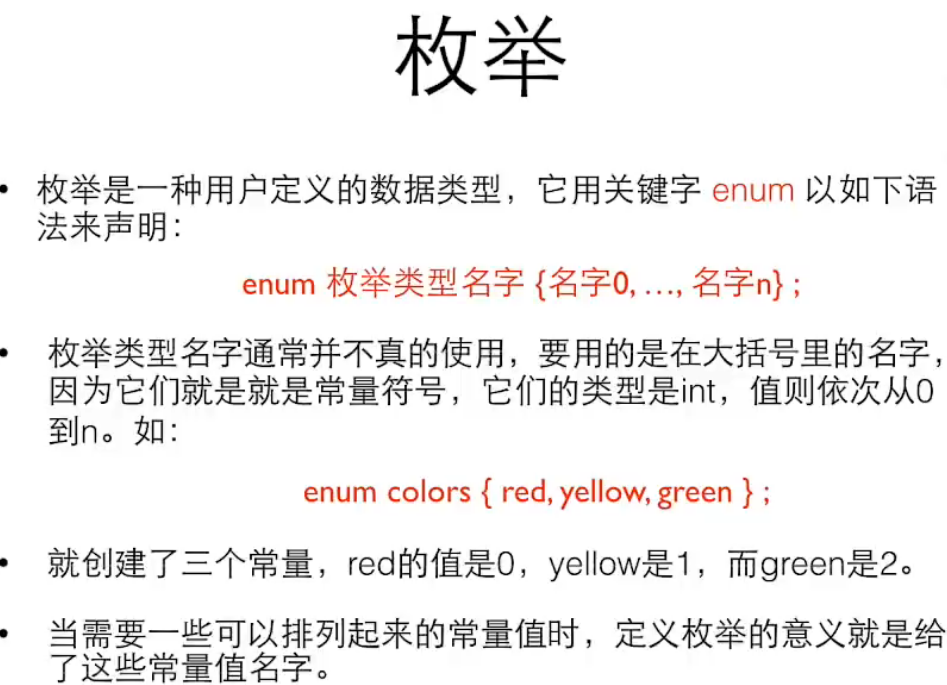 枚举
• 枚举是一种用户定义的数据类型，它用关键字 enum 以如下语
法来声明：
enum 枚举类型名字 {名字0, …, 名字n} ;
• 枚举类型名字通常并不真的使用，要用的是在大括号里的名字，
因为它们就是就是常量符号，它们的类型是int，值则依次从0
到n。如：
enum colors { red, yellow, green } ;
• 就创建了三个常量，red的值是0，yellow是1，而green是2。
• 当需要一些可以排列起来的常量值时，定义枚举的意义就是给
了这些常量值名字。